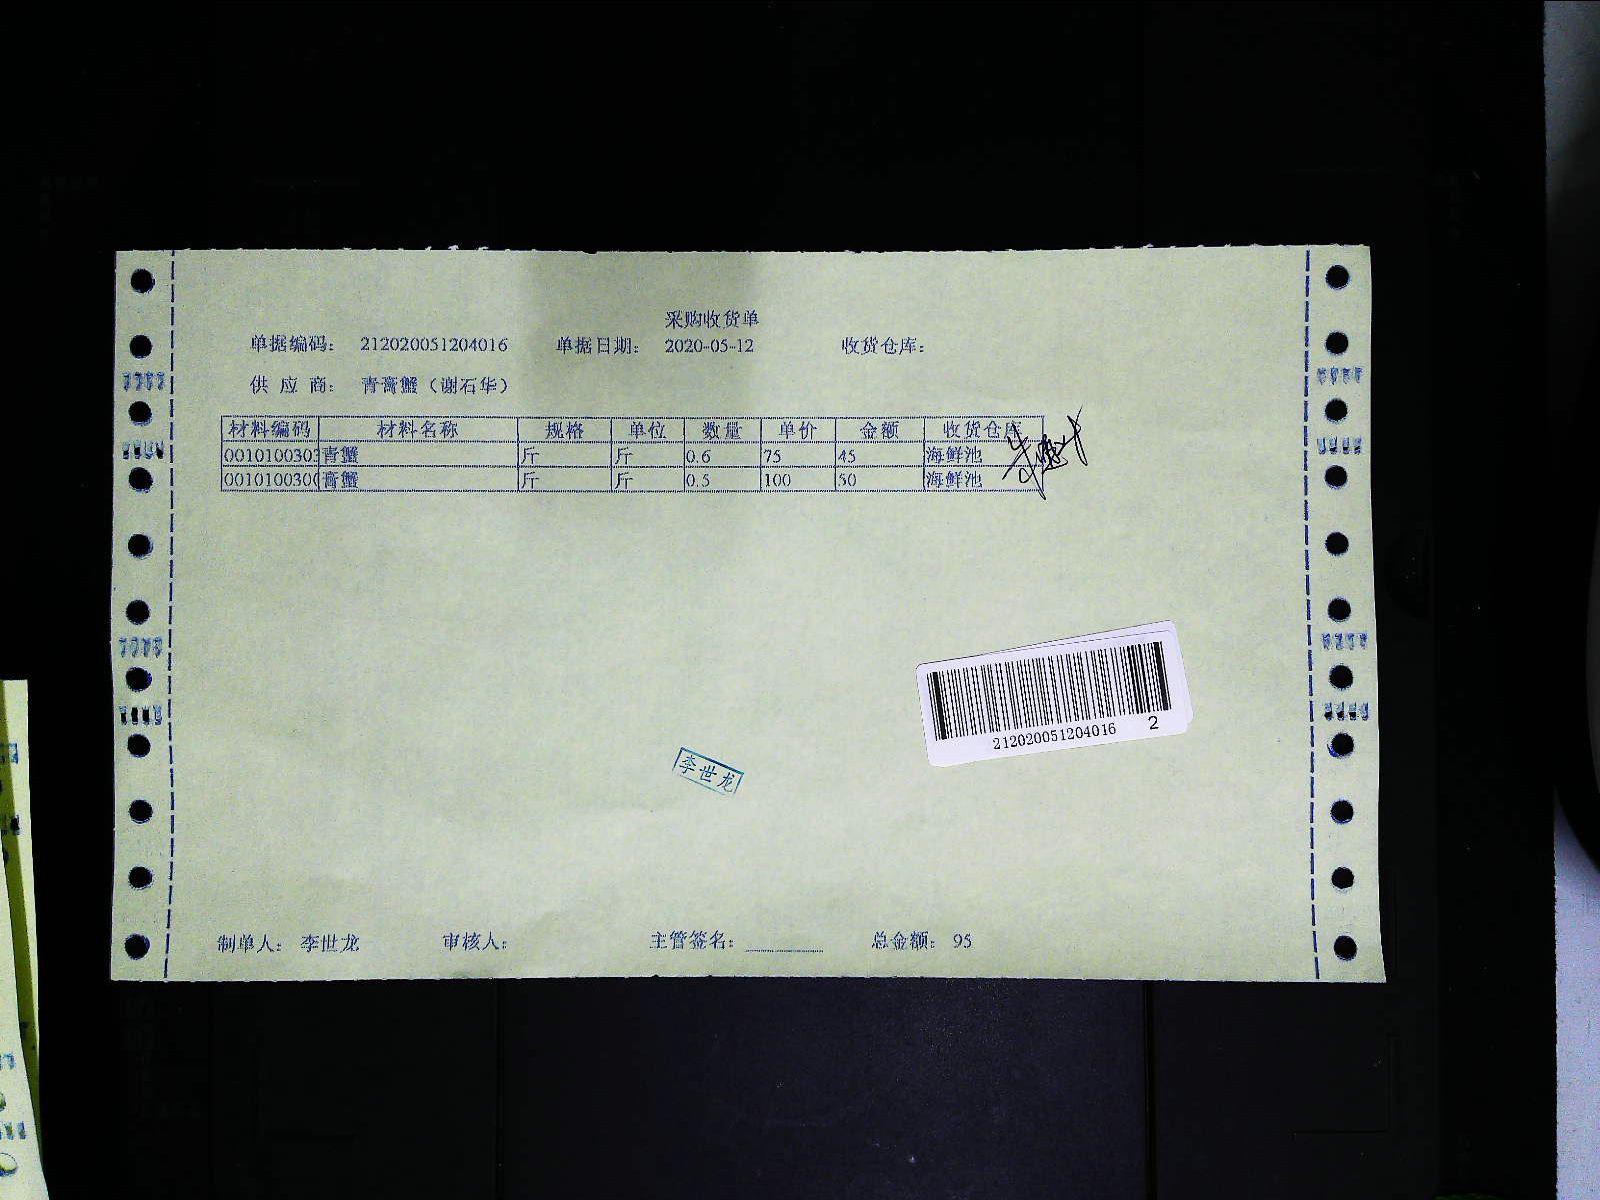 采购收货单
单据编码: 212020051204016 单据日期: 2020-05-12 收货仓库:
供 应 商: 青膏蟹（谢石华）
材料编码 材料名称 规格 单位 数量 单价 金额 收货仓库
0010100303 青蟹 斤 斤 0.6 75 45 海鲜池
001010030 膏蟹 斤 斤 0.5 100 50 海鲜池
212020051204016 2
李世龙
制单人: 李世龙 审核人: 主管签名: 总金额: 95